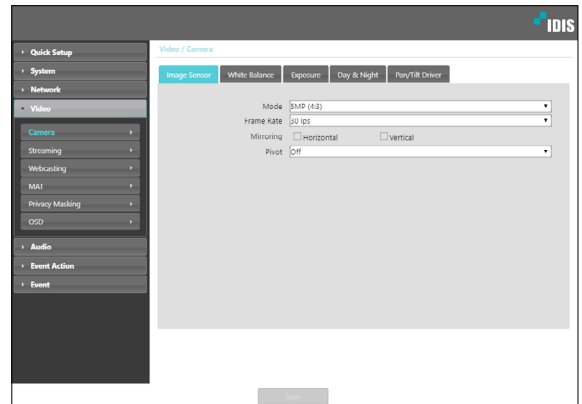 IDIS
Quick Setup
System
Network
Video
Camera
Streaming
Webcasting
MAT
Privacy Masking
OSD
Audio
Event Action
Event
Video / Camera
Image Sensor White Balance Exposure Day & Night Pan/Tilt Driver
Mode 5MP (4:3)
Frame Rate 30 ips
Mirroring Horizontal Vertical
Pivot Off
Save